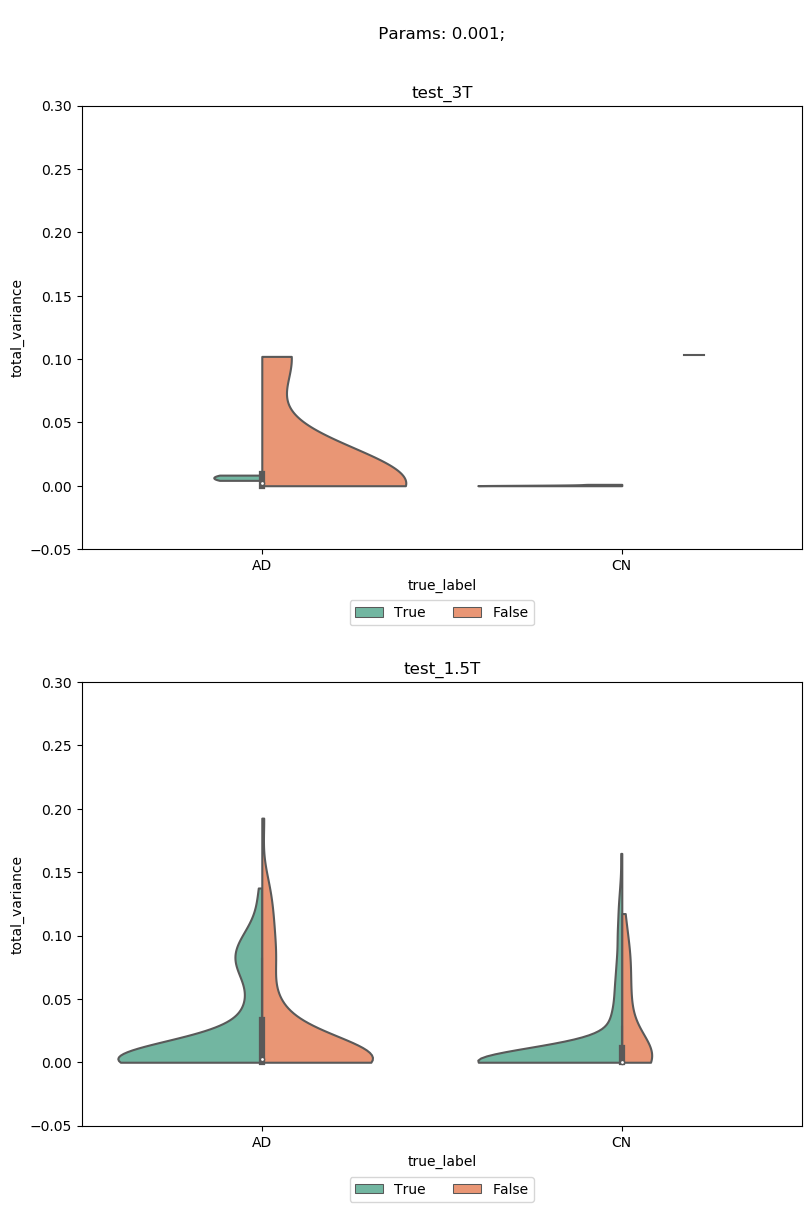 Params: 0.001;
test_3T
0.30
0.25
0.20
0.15
0.10
0.05
0.00
−0.05
total_variance
AD CN
true_label
True False
test_1.5T
0.30
0.25
0.20
0.15
0.10
0.05
0.00
−0.05
total_variance
AD CN
true_label
True False